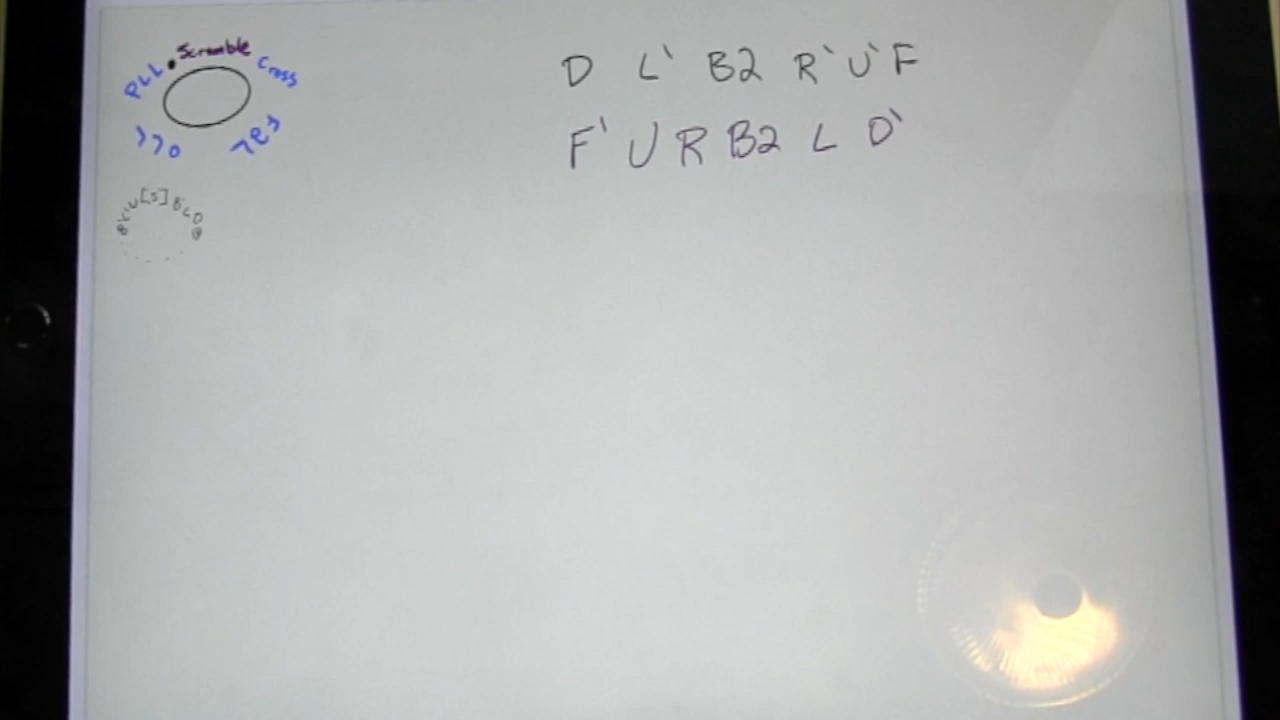 Scramble
Cross
F2L
OLL
PLL
D L' B2 R' U' F
F' U R B2 L D'